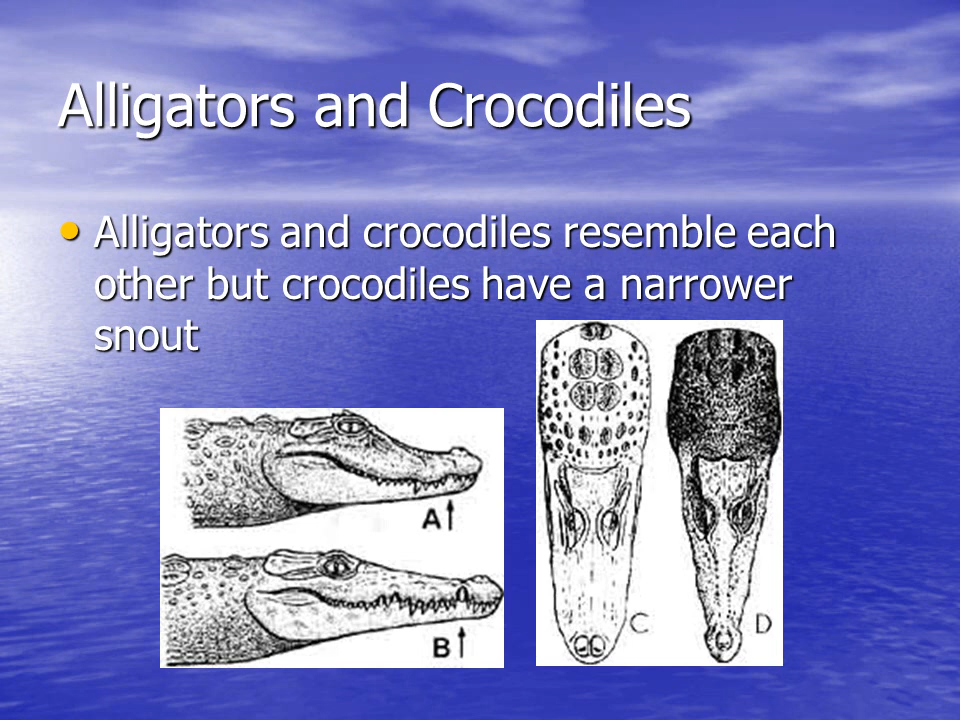 Alligators and Crocodiles
• Alligators and crocodiles resemble each
other but crocodiles have a narrower
snout
A
B
C
D